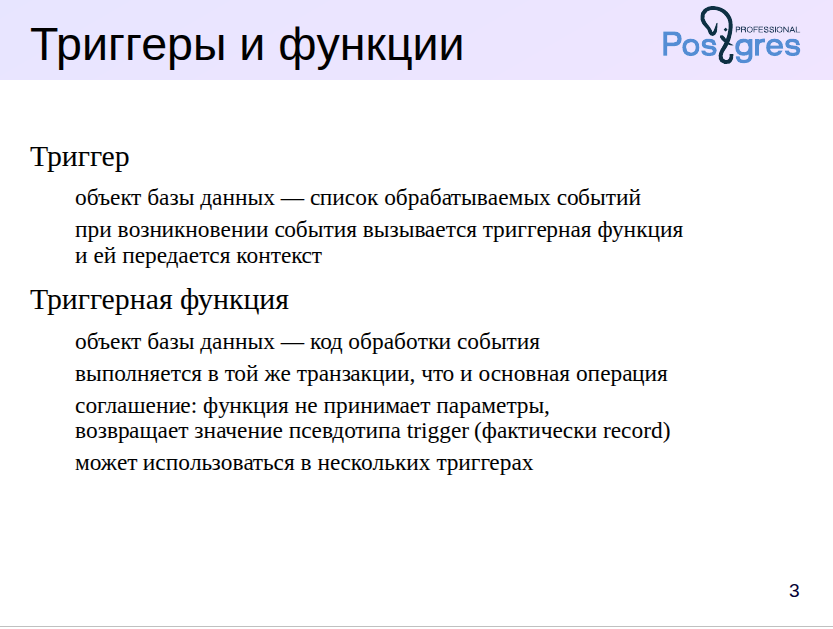 Триггеры и функции
PROFESSIONAL
Postgres
Триггер
объект базы данных — список обрабатываемых событий
при возникновении события вызывается триггерная функция
и ей передается контекст
Триггерная функция
объект базы данных — код обработки события
выполняется в той же транзакции, что и основная операция
соглашение: функция не принимает параметры,
возвращает значение псевдотипа trigger (фактически record)
может использоваться в нескольких триггерах
3